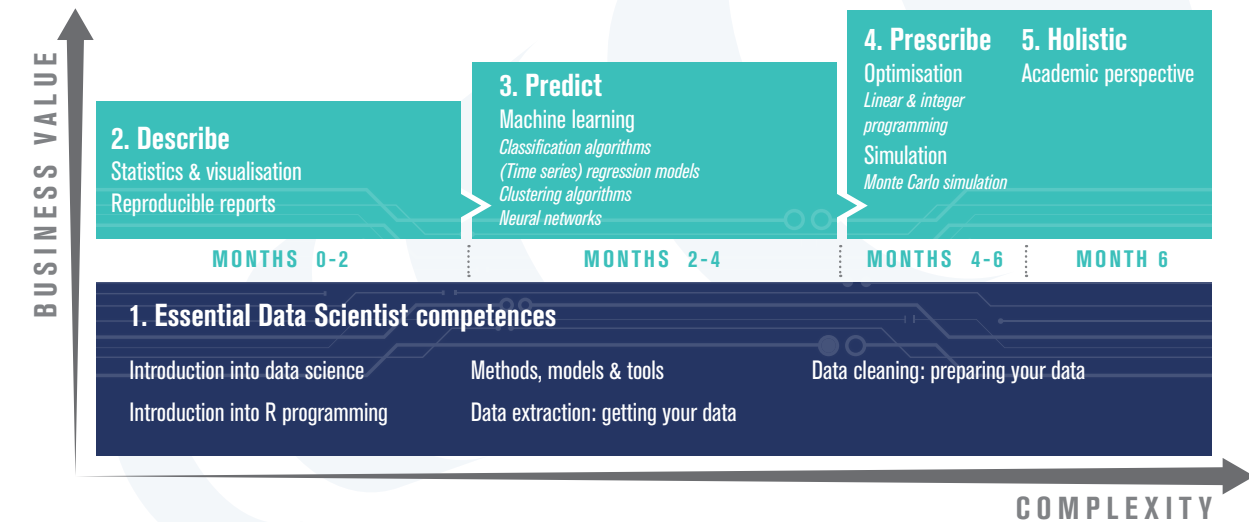 BUSINESS VALUE
2. Describe
Statistics & visualisation
Reproducible reports
3. Predict
Machine learning
Classification algorithms
(Time series) regression models
Clustering algorithms
Neural networks
4. Prescribe
Optimisation
Linear & integer
programming
Simulation
Monte Carlo simulation
5. Holistic
Academic perspective
MONTHS 0-2
MONTHS 2-4
MONTHS 4-6
MONTH 6
1. Essential Data Scientist competences
Introduction into data science
Introduction into R programming
Methods, models & tools
Data extraction: getting your data
Data cleaning: preparing your data
COMPLEXITY